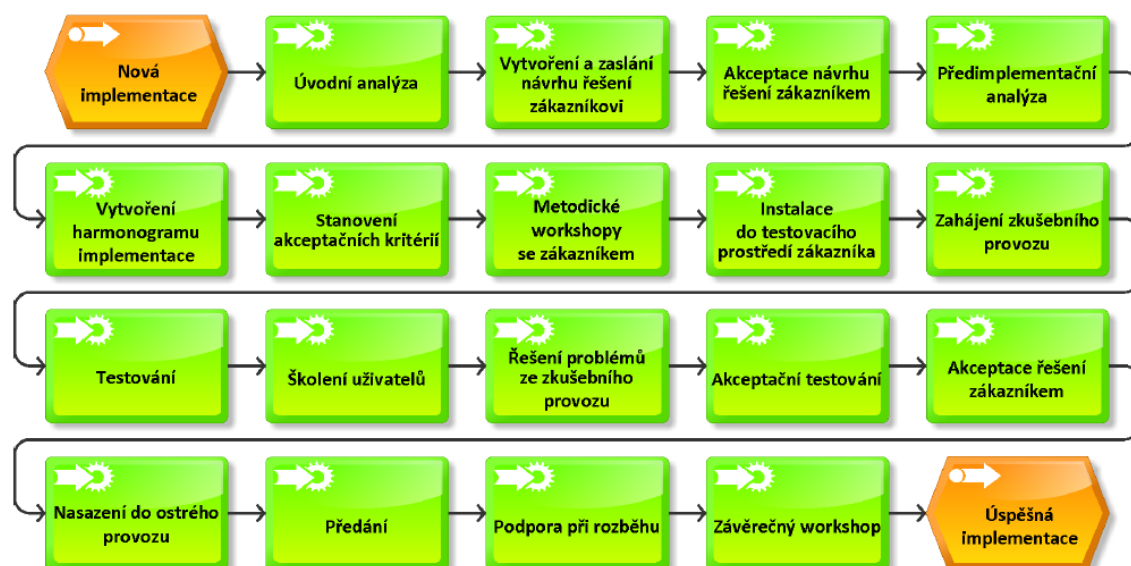 Nová
implementace
Úvodní analýza
Vytvoření a zaslání
návrhu řešení
zákazníkovi
Akceptace návrhu
řešení zákazníkem
Předimplementační
analýza
Vytvoření
harmonogramu
implementace
Stanovení
akceptačních kritérií
Metodické
workshopy
se zákazníkem
Instalace
do testovacího
prostředí zákazníka
Zahájení zkušebního
provozu
Testování
Školení uživatelů
Řešení problémů
ze zkušebního
provozu
Akceptační testování
Akceptace řešení
zákazníkem
Nasazení do ostrého
provozu
Předání
Podpora při rozběhu
Závěrečný workshop
Úspěšná
implementace